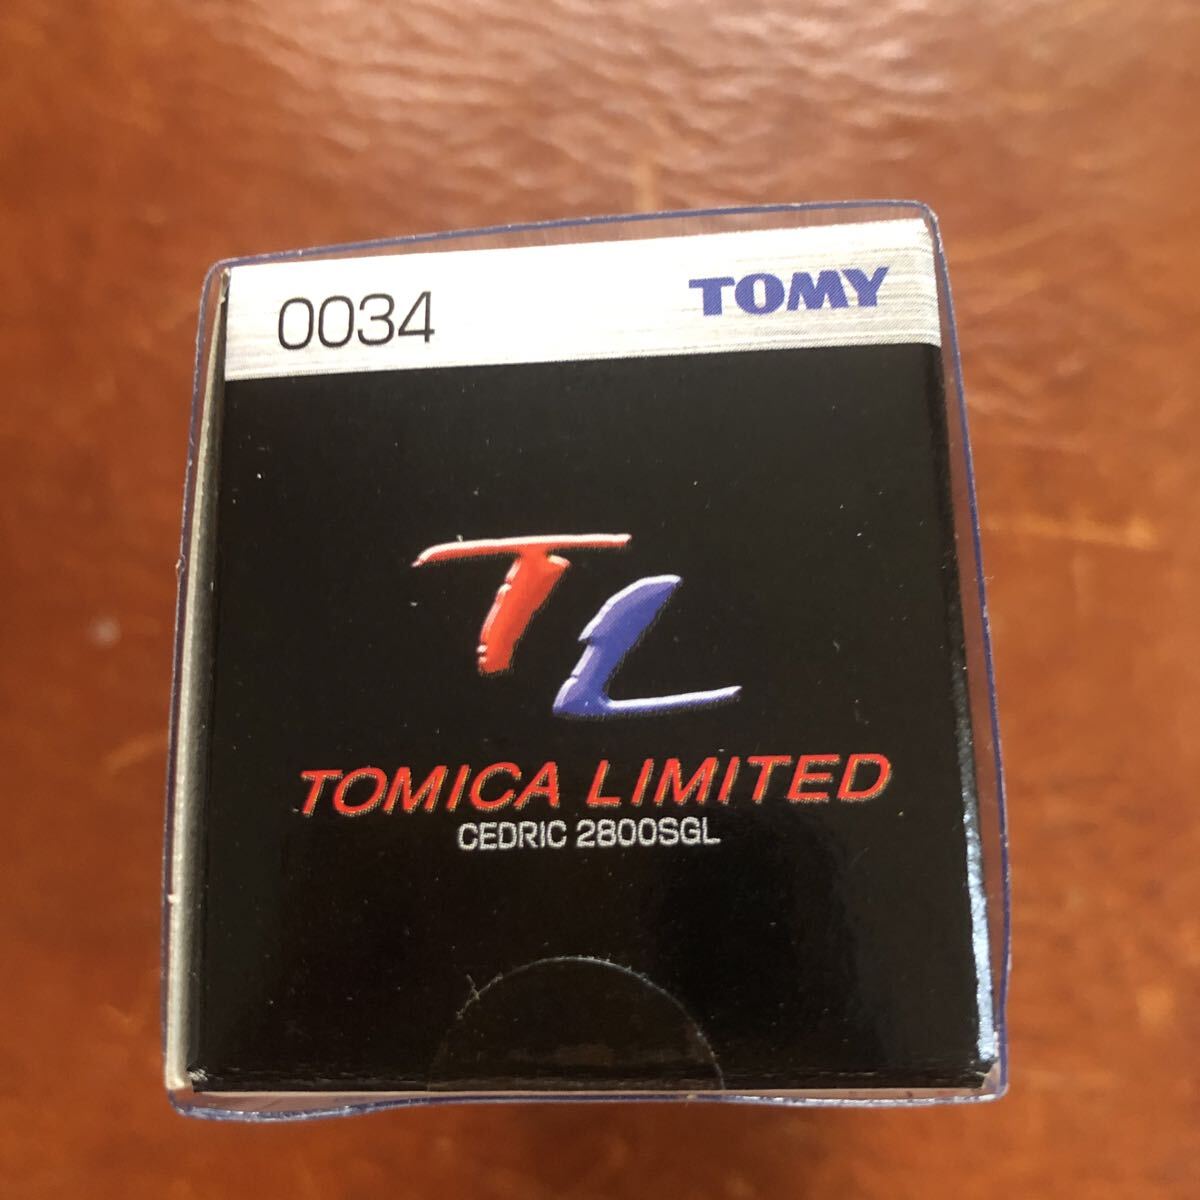 0034
TOMY
TL
TOMICA LIMITED
CEDRIC 2800SGL